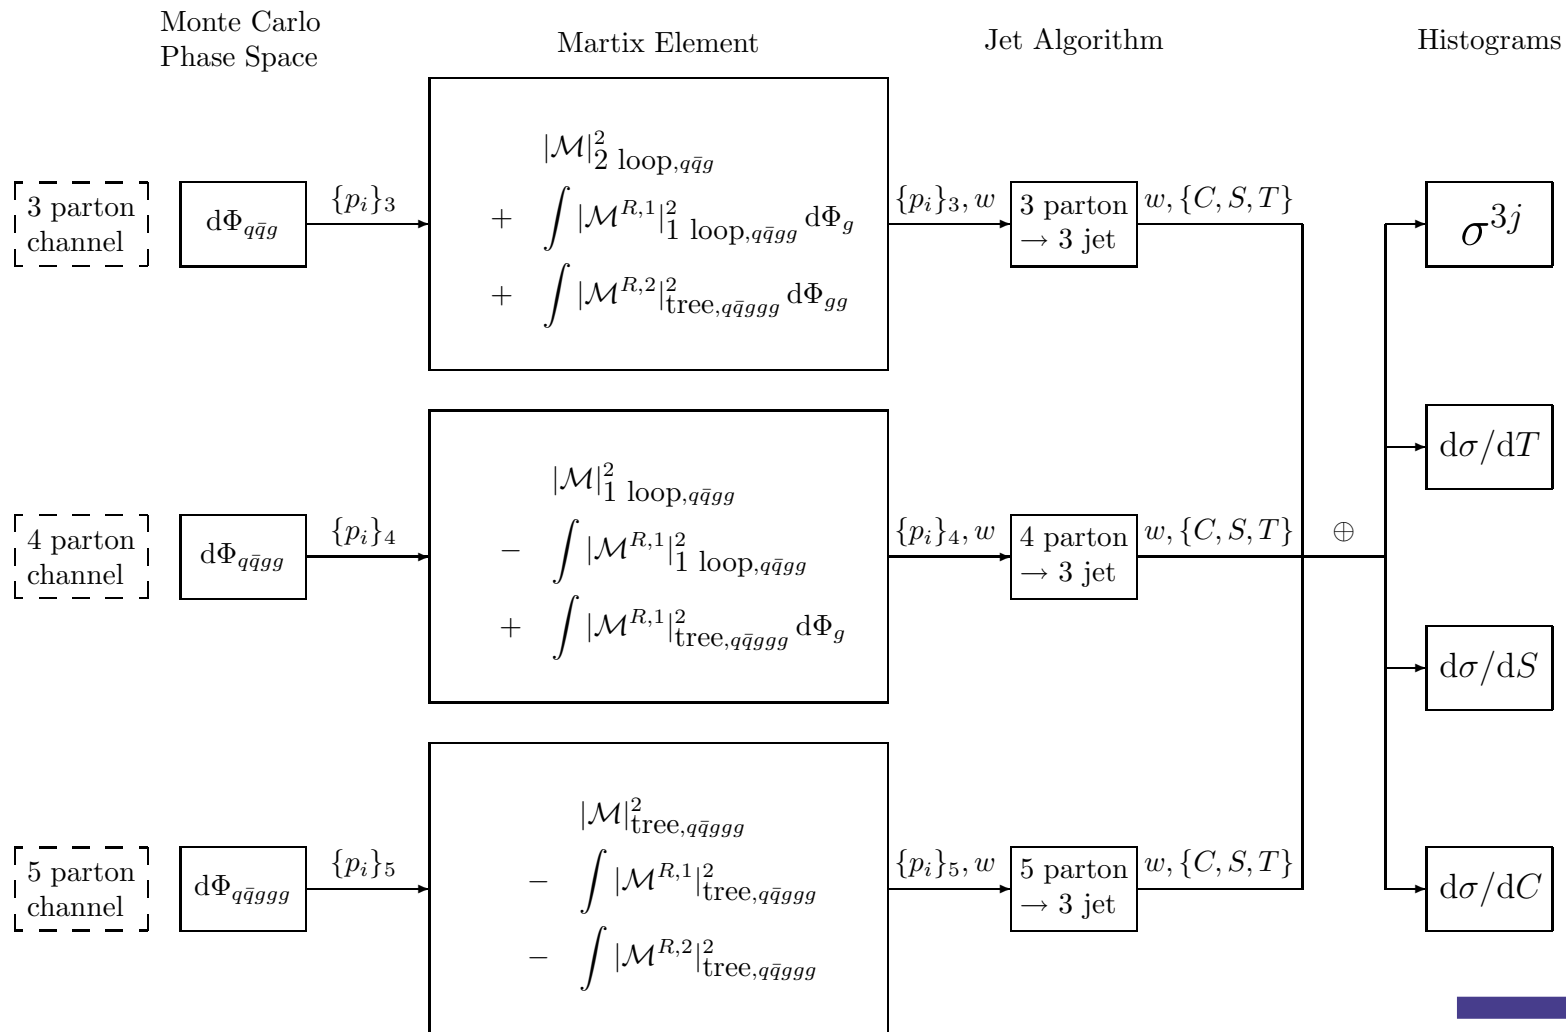 Monte Carlo
Phase Space
Martix Element
Jet Algorithm
Histograms
3 parton
channel
dΦ_{qq̄g}
{p_i}_3
|ℳ|²_{2 loop,qq̄g}
+ ∫ |ℳ^{R,1}|²_{1 loop,qq̄gg} dΦ_g
+ ∫ |ℳ^{R,2}|²_{tree,qq̄ggg} dΦ_{gg}
{p_i}_3, w
3 parton
→ 3 jet
w, {C, S, T}
σ^{3j}
dσ/dT
4 parton
channel
dΦ_{qq̄gg}
{p_i}_4
|ℳ|²_{1 loop,qq̄gg}
− ∫ |ℳ^{R,1}|²_{1 loop,qq̄gg}
+ ∫ |ℳ^{R,1}|²_{tree,qq̄ggg} dΦ_g
{p_i}_4, w
4 parton
→ 3 jet
w, {C, S, T}
⊕
dσ/dS
5 parton
channel
dΦ_{qq̄ggg}
{p_i}_5
|ℳ|²_{tree,qq̄ggg}
− ∫ |ℳ^{R,1}|²_{tree,qq̄ggg}
− ∫ |ℳ^{R,2}|²_{tree,qq̄ggg}
{p_i}_5, w
5 parton
→ 3 jet
w, {C, S, T}
dσ/dC